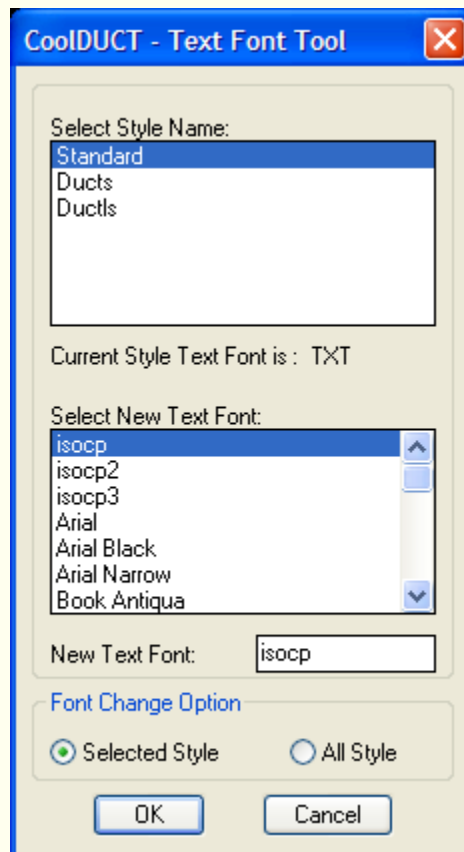 CoolDUCT - Text Font Tool
Select Style Name:
Standard
Ducts
Ductls
Current Style Text Font is : TXT
Select New Text Font:
isocp
isocp2
isocp3
Arial
Arial Black
Arial Narrow
Book Antiqua
New Text Font: isocp
Font Change Option
Selected Style All Style
OK Cancel